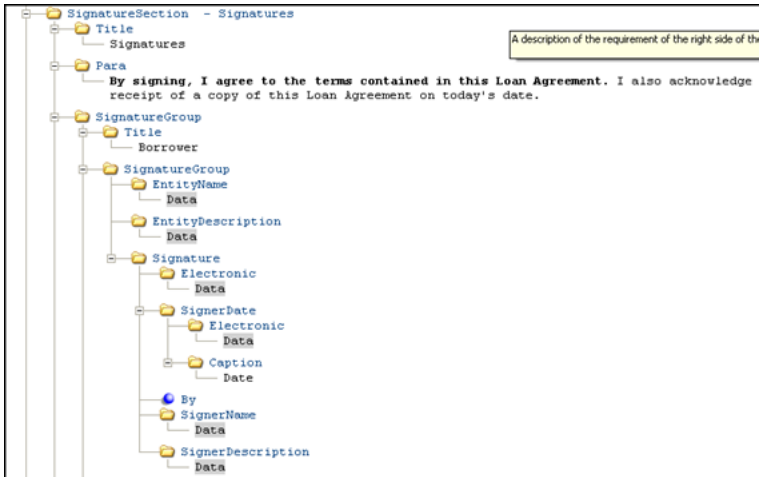 SignatureSection - Signatures
Title
Signatures
A description of the requirement of the right side of the
Para
By signing, I agree to the terms contained in this Loan Agreement. I also acknowledge
receipt of a copy of this Loan Agreement on today's date.
SignatureGroup
Title
Borrower
SignatureGroup
EntityName
Data
EntityDescription
Data
Signature
Electronic
Data
SignerDate
Electronic
Data
Caption
Date
By
SignerName
Data
SignerDescription
Data